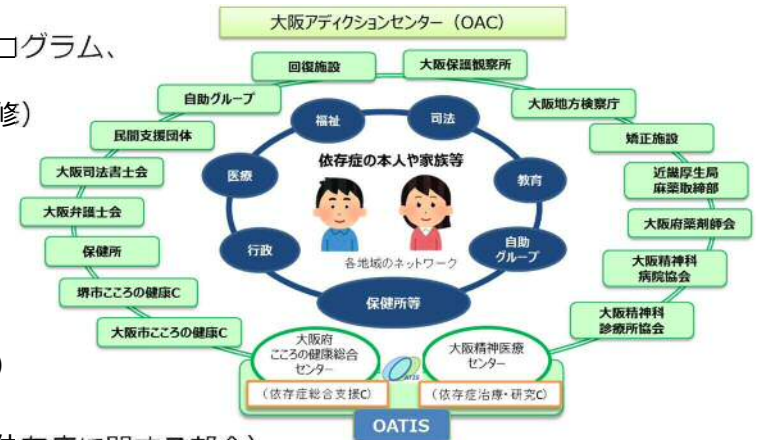 大阪アディクションセンター（OAC）
ログラム、
修）
回復施設
大阪保護観察所
自助グループ
大阪地方検察庁
民間支援団体
矯正施設
大阪司法書士会
近畿厚生局
麻薬取締部
大阪弁護士会
大阪府薬剤師会
保健所
大阪精神科
病院協会
堺市こころの健康C
大阪精神科
診療所協会
大阪市こころの健康C
福祉
司法
依存症の本人や家族等
医療
教育
行政
自助
グループ
各地域のネットワーク
保健所等
大阪府
こころの健康総合
センター
（依存症総合支援C）
大阪精神医療
センター
（依存症治療・研究C）
OATIS
OATIS
）
存症に関する部会）